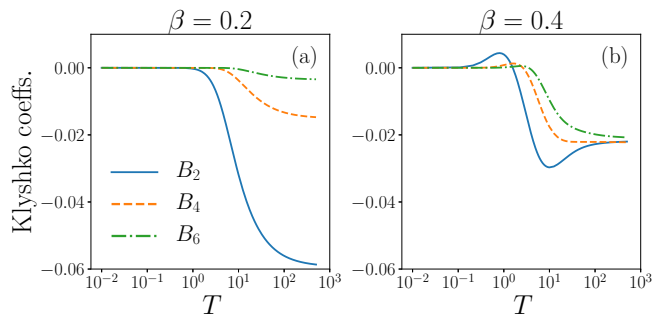 β = 0.2
β = 0.4
(a)
(b)
Klyshko coeffs.
0.00
−0.02
−0.04
−0.06
0.00
−0.02
−0.04
−0.06
B₂
B₄
B₆
10⁻² 10⁻¹ 10⁰ 10¹ 10² 10³
10⁻² 10⁻¹ 10⁰ 10¹ 10² 10³
T
T